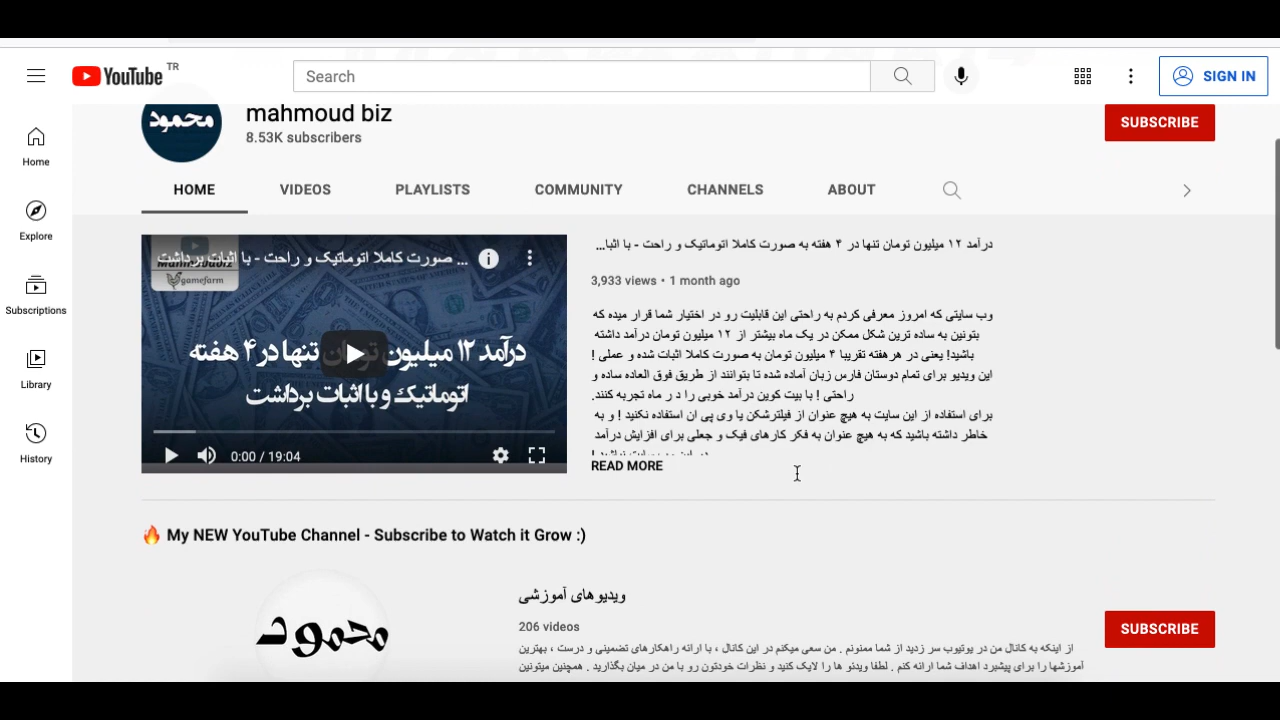 YouTube TR
Search
SIGN IN
محمود
mahmoud biz
8.53K subscribers
SUBSCRIBE
Home
Explore
Subscriptions
Library
History
HOME
VIDEOS
PLAYLISTS
COMMUNITY
CHANNELS
ABOUT
صورت کاملا اتوماتیک و راحت - با اثبات برداشت ...
gamefarm
درآمد ۱۲ میلیون تومان تنها در ۴ هفته
اتوماتیک و با اثبات برداشت
0:00 / 19:04
درآمد ۱۲ میلیون تومان تنها در ۴ هفته به صورت کاملا اتوماتیک و راحت - با اثبا...
3,933 views • 1 month ago
وب سایتی که امروز معرفی کردم به راحتی این قابلیت رو در اختیار شما قرار میده که
بتونین به ساده ترین شکل ممکن در یک ماه بیشتر از ۱۲ میلیون تومان درآمد داشته
باشید! یعنی در هرهفته تقریبا ۴ میلیون تومان به صورت کاملا اثبات شده و عملی !
این ویدیو برای تمام دوستان فارس زبان آماده شده تا بتوانند از طریق فوق العاده ساده و
راحتی ! با بیت کوین درآمد خوبی را د ر ماه تجربه کنند.
برای استفاده از این سایت به هیچ عنوان از فیلترشکن یا وی پی ان استفاده نکنید ! و به
خاطر داشته باشید که به هیچ عنوان به فکر کارهای فیک و جعلی برای افزایش درآمد
READ MORE
🔥 My NEW YouTube Channel - Subscribe to Watch it Grow :)
محمود
ویدیوهای آموزشی
206 videos
SUBSCRIBE
از اینکه به کانال من در یوتیوب سر زدید از شما ممنونم . من سعی میکنم در این کانال ، با ارائه راهکارهای تضمینی و درست ، بهترین
آموزشها را برای پیشبرد اهداف شما ارائه کنم . لطفا ویدئو ها را لایک کنید و نظرات خودتون رو با من در میان بگذارید . همچنین میتونین